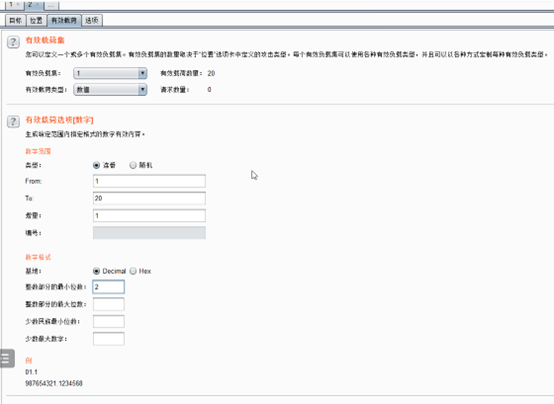 1 × 2 × ...
目标 位置 有效载荷 选项
有效载荷集
您可以定义一个或多个有效负载集。有效负载集的数量取决于"位置"选项卡中定义的攻击类型。每个有效负载集可以使用各种有效负载类型，并且可以以各种方式定制每种有效负载类型。
有效负载集： 1 有效载荷数量： 20
有效载荷类型： 数值 请求数量： 0
有效载荷选项[数字]
生成给定范围内指定格式的数字有效内容。
数字范围
类型： 连番 随机
From: 1
To: 20
增量： 1
编号：
数字格式
基础： Decimal Hex
整数部分的最小位数： 2
整数部分的最大位数：
少数民族最小位数：
少数最大数字：
例
01.1
987654321.1234568